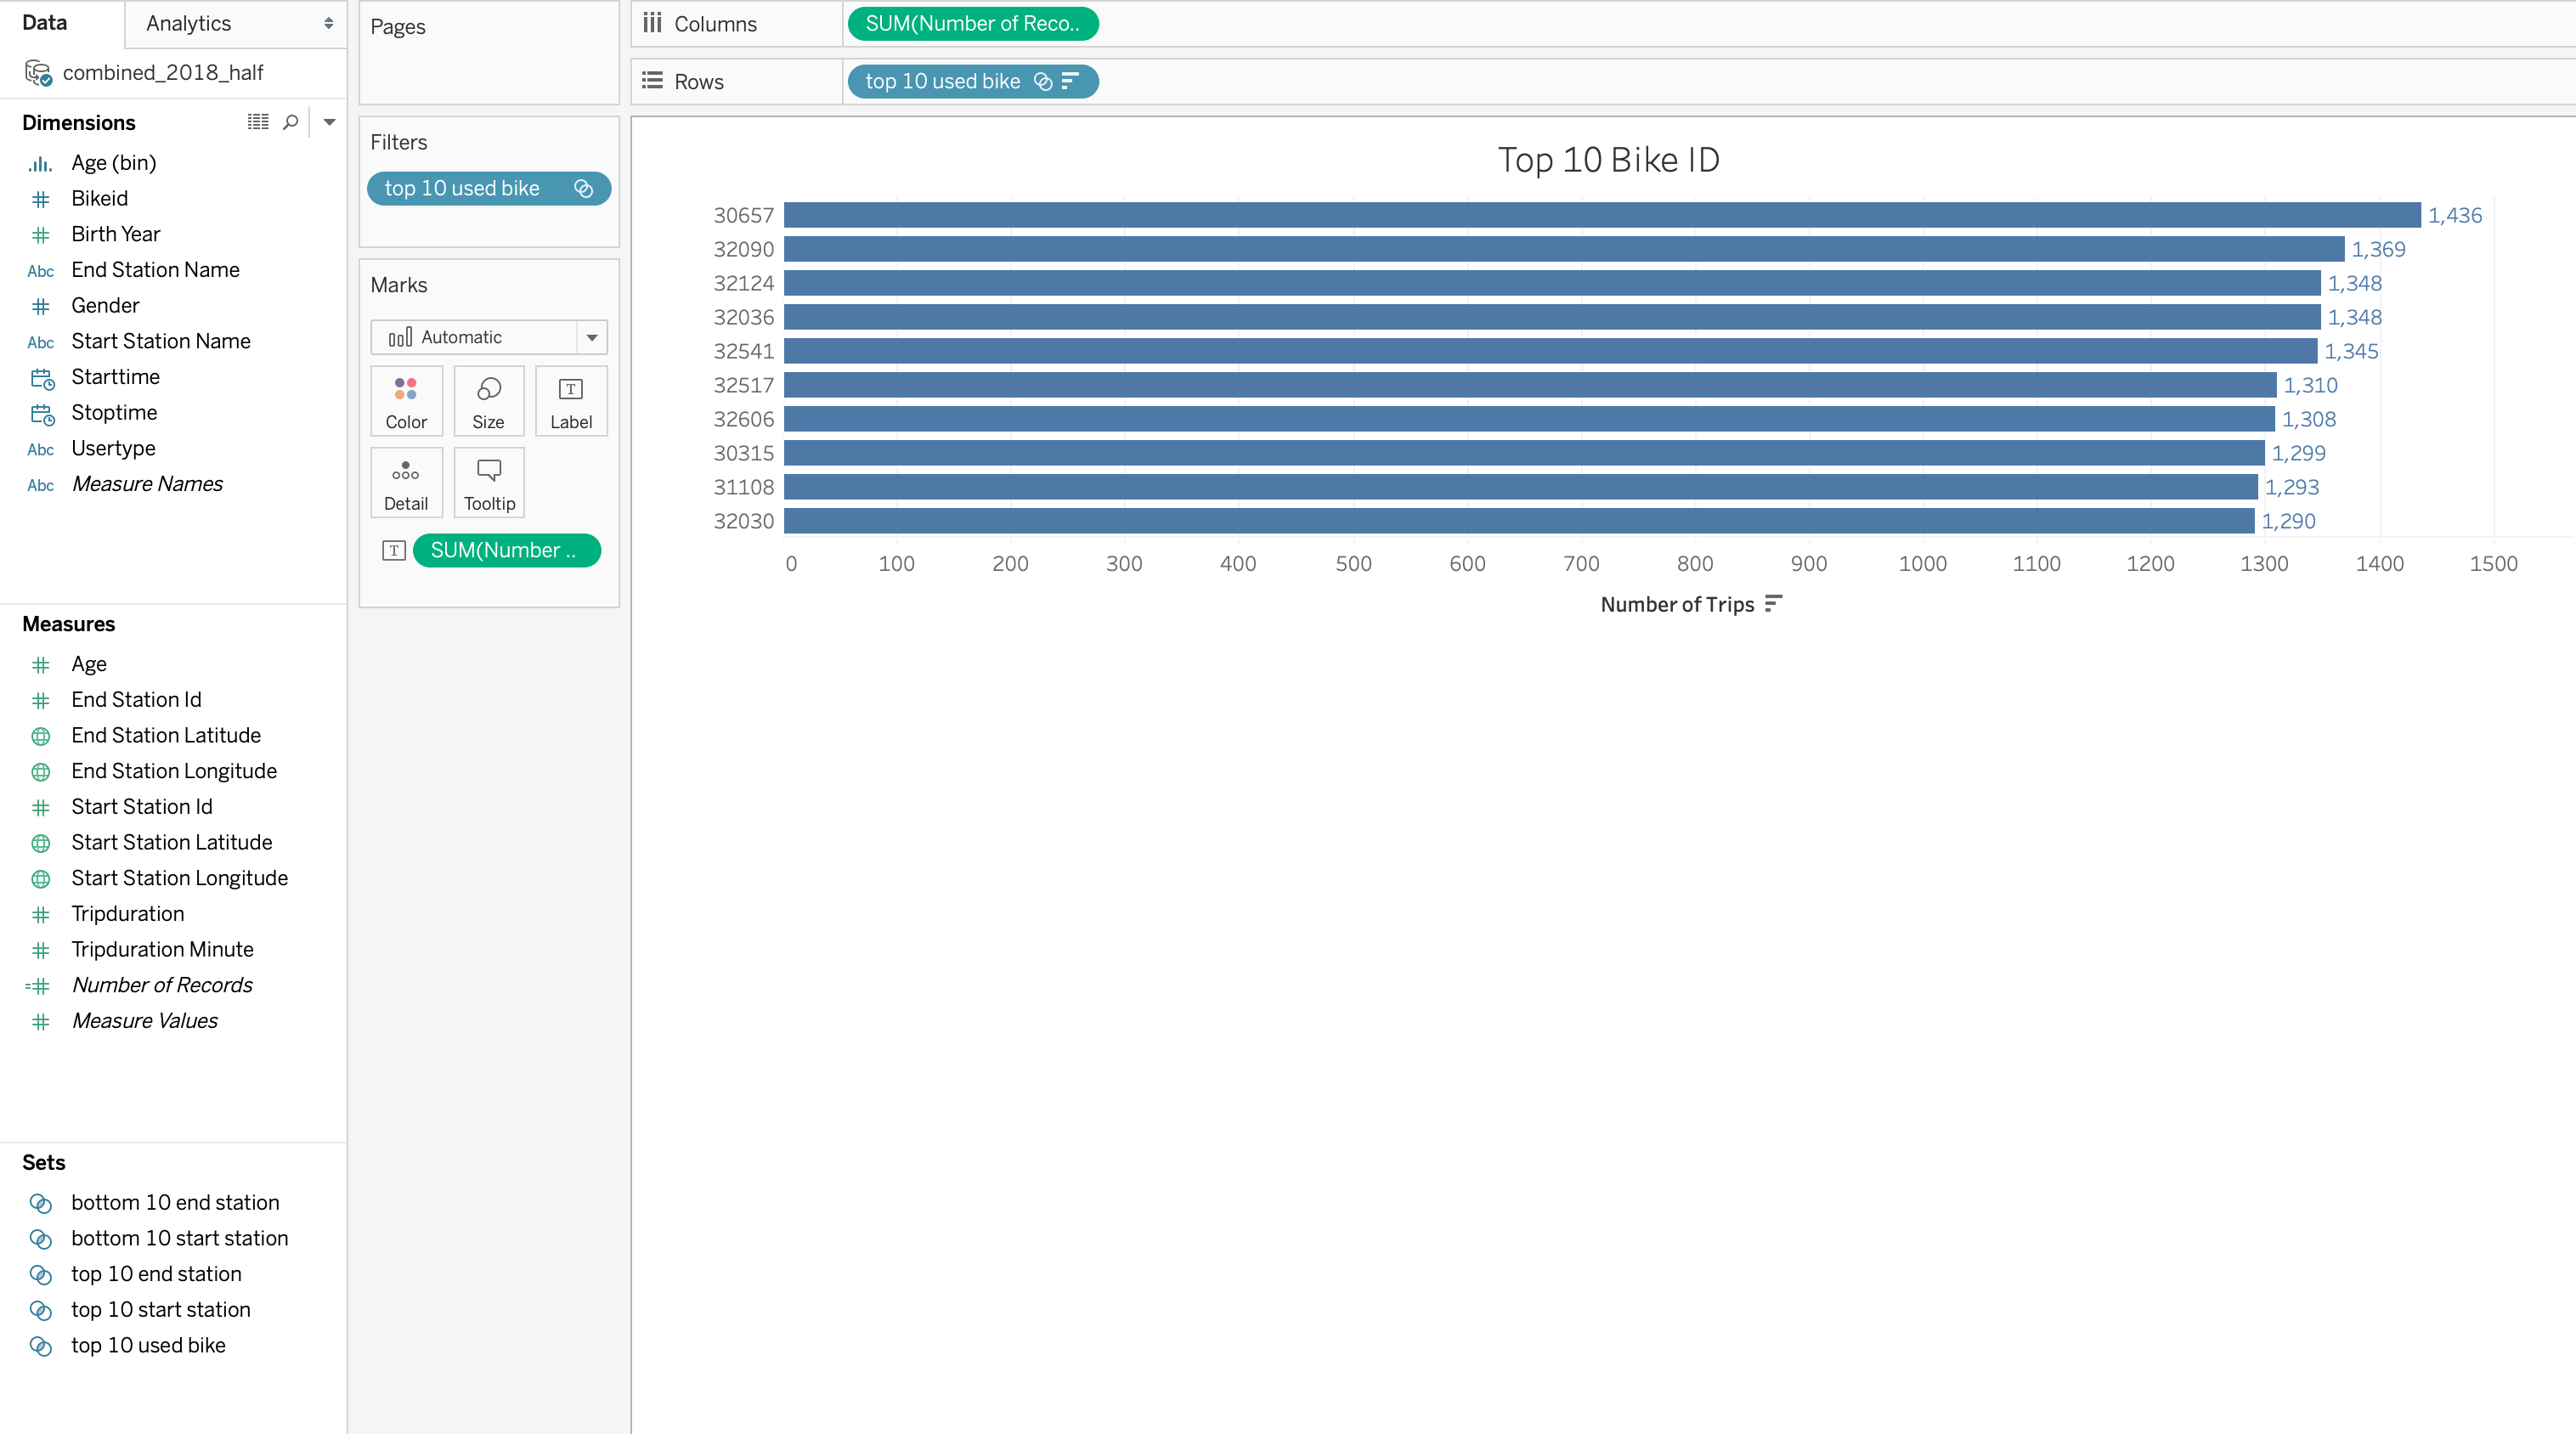 Data
Analytics
combined_2018_half
Dimensions
Age (bin)
Bikeid
Birth Year
Abc End Station Name
Gender
Abc Start Station Name
Starttime
Stoptime
Abc Usertype
Abc Measure Names
Measures
Age
End Station Id
End Station Latitude
End Station Longitude
Start Station Id
Start Station Latitude
Start Station Longitude
Tripduration
Tripduration Minute
Number of Records
Measure Values
Sets
bottom 10 end station
bottom 10 start station
top 10 end station
top 10 start station
top 10 used bike
Pages
Filters
top 10 used bike
Marks
Automatic
Color Size T Label
Detail Tooltip
T SUM(Number ..
Columns SUM(Number of Reco..
Rows top 10 used bike
Top 10 Bike ID
30657 1,436
32090 1,369
32124 1,348
32036 1,348
32541 1,345
32517 1,310
32606 1,308
30315 1,299
31108 1,293
32030 1,290
0 100 200 300 400 500 600 700 800 900 1000 1100 1200 1300 1400 1500
Number of Trips